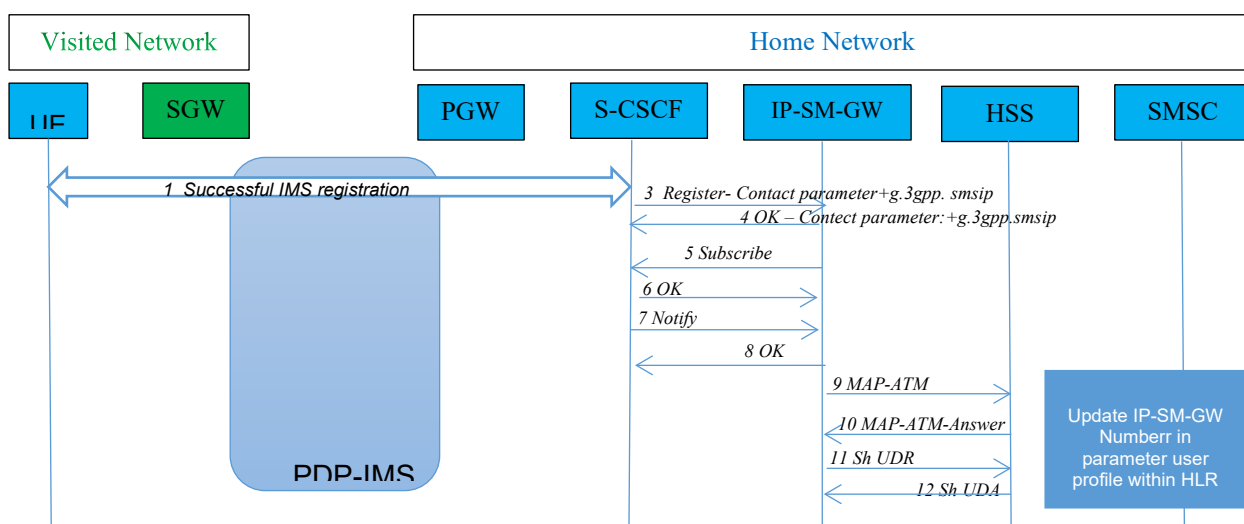 Visited Network
Home Network
UE
SGW
PGW
S-CSCF
IP-SM-GW
HSS
SMSC
1 Successful IMS registration
3 Register- Contact parameter+g.3gpp. smsip
4 OK – Contect parameter:+g.3gpp.smsip
5 Subscribe
6 OK
7 Notify
8 OK
9 MAP-ATM
10 MAP-ATM-Answer
11 Sh UDR
12 Sh UDA
Update IP-SM-GW
Numberr in
parameter user
profile within HLR
PDP-IMS